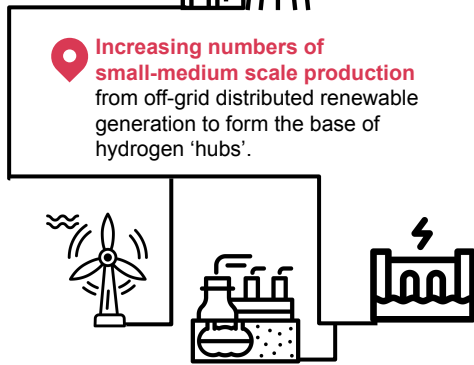 Increasing numbers of
small-medium scale production
from off-grid distributed renewable
generation to form the base of
hydrogen ‘hubs’.